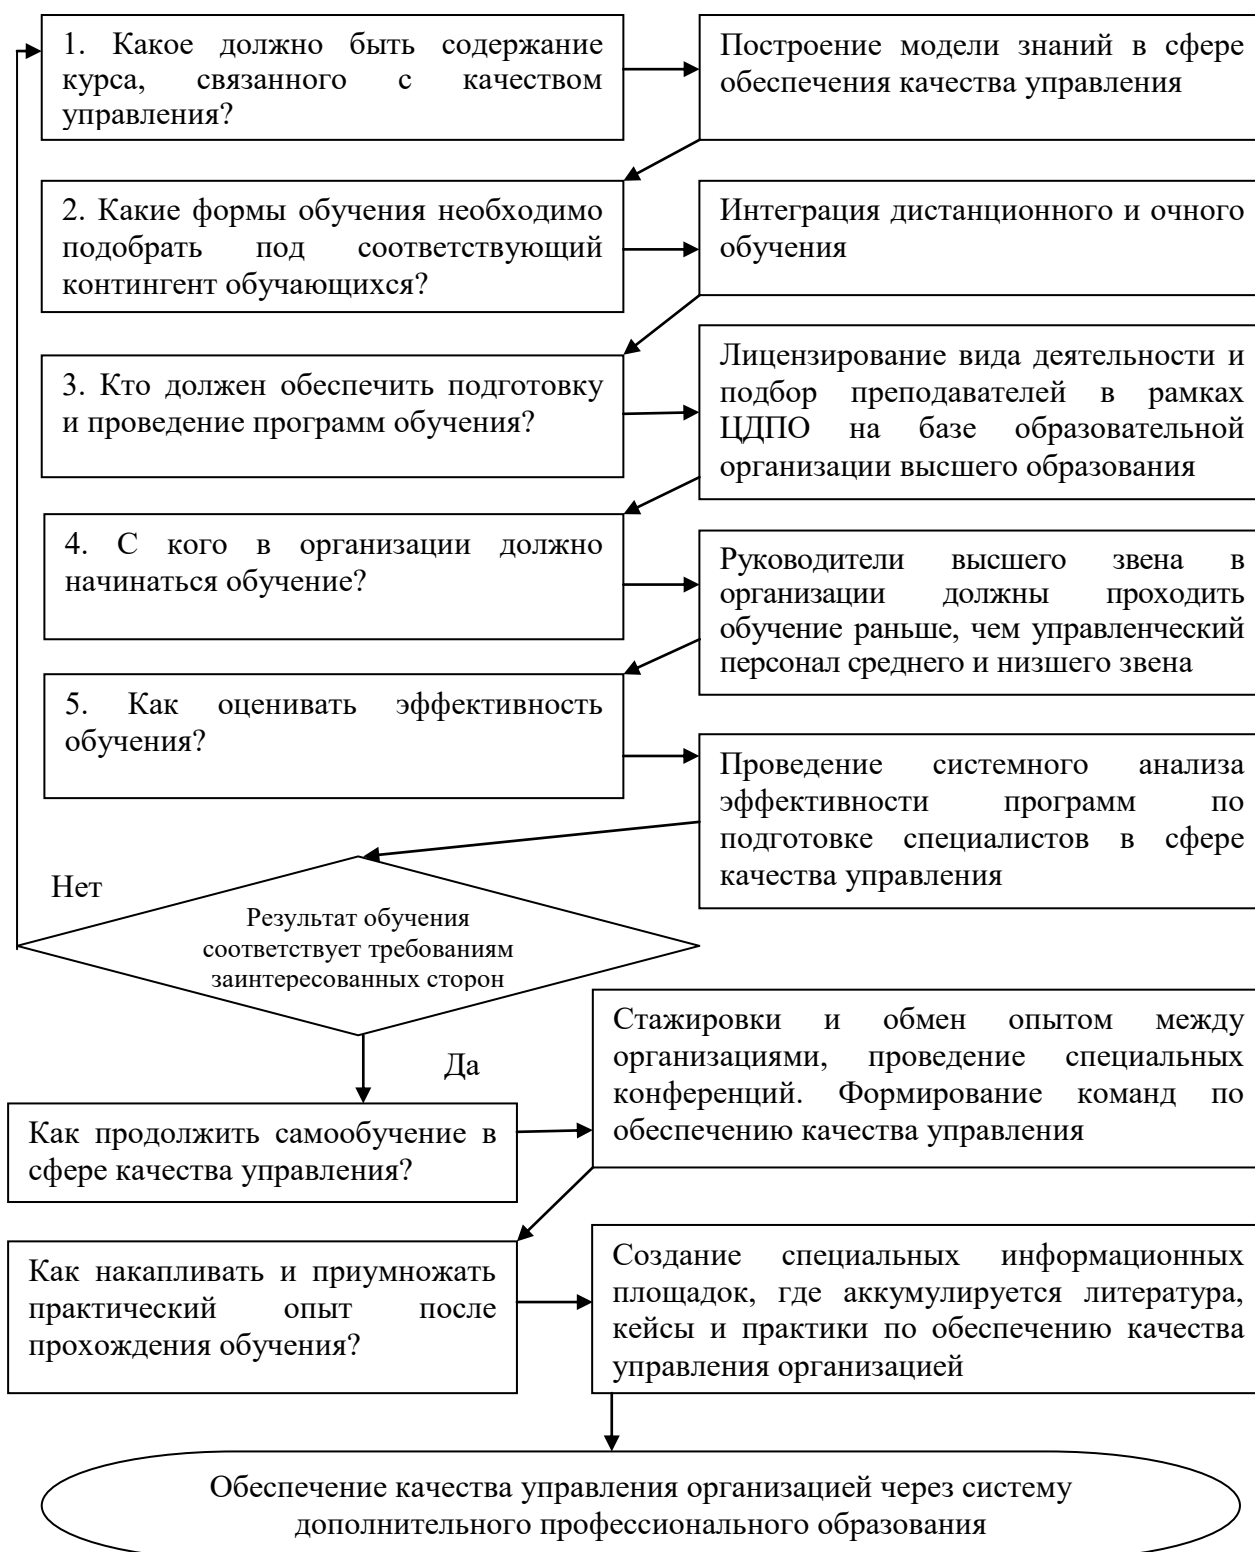 1. Какое должно быть содержание
курса, связанного с качеством
управления?
Построение модели знаний в сфере
обеспечения качества управления
2. Какие формы обучения необходимо
подобрать под соответствующий
контингент обучающихся?
Интеграция дистанционного и очного
обучения
3. Кто должен обеспечить подготовку
и проведение программ обучения?
Лицензирование вида деятельности и
подбор преподавателей в рамках
ЦДПО на базе образовательной
организации высшего образования
4. С кого в организации должно
начинаться обучение?
Руководители высшего звена в
организации должны проходить
обучение раньше, чем управленческий
персонал среднего и низшего звена
5. Как оценивать эффективность
обучения?
Проведение системного анализа
эффективности программ по
подготовке специалистов в сфере
качества управления
Нет
Результат обучения
соответствует требованиям
заинтересованных сторон
Да
Как продолжить самообучение в
сфере качества управления?
Стажировки и обмен опытом между
организациями, проведение специальных
конференций. Формирование команд по
обеспечению качества управления
Как накапливать и приумножать
практический опыт после
прохождения обучения?
Создание специальных информационных
площадок, где аккумулируется литература,
кейсы и практики по обеспечению качества
управления организацией
Обеспечение качества управления организацией через систему
дополнительного профессионального образования